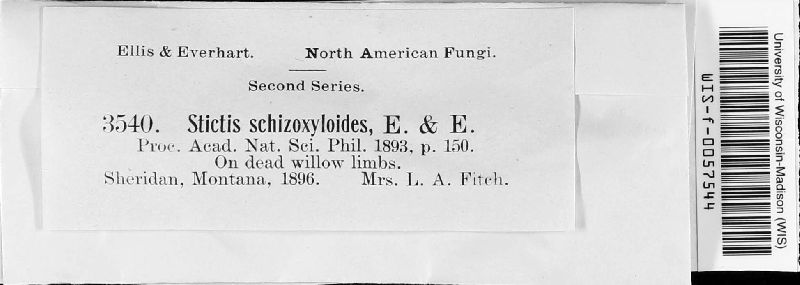 Ellis & Everhart. North American Fungi.
Second Series.
3540. Stictis schizoxyloides, E. & E.
Proc. Acad. Nat. Sci. Phil. 1893, p. 150.
On dead willow limbs.
Sheridan, Montana, 1896. Mrs. L. A. Fitch.
WIS-f-0057544
University of Wisconsin-Madison (WIS)